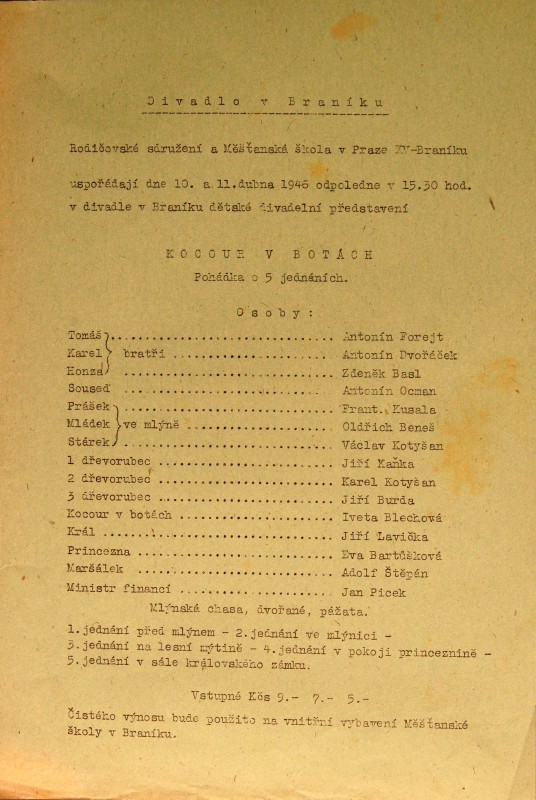 Divadlo v Braníku
Rodičovské sdružení a Měšťanská škola v Praze XV-Braníku
uspořádají dne 10. a 11.dubna 1946 odpoledne v 15.30 hod.
v divadle v Braníku dětské divadelní představení
KOCOUR V BOTÁCH
Pohádka o 5 jednáních.
Osoby:
Tomáš ................................ Antonín Forejt
Karel bratři ...................... Antonín Dvořáček
Honza ............................. Zdeněk Basl
Soused ............................. Antonín Ocman
Prášek ............................. Frant. Kusala
Mládek ve mlýně .................... Oldřich Beneš
Stárek ............................. Václav Kotyšan
1 dřevorubec ......................... Jiří Kaňka
2 dřevorubec ......................... Karel Kotyšan
3 dřevorubec ......................... Jiří Burda
Kocour v botách ...................... Iveta Blechová
Král ................................. Jiří Lavička
Princezna ............................ Eva Bartůšková
Maršálek ............................. Adolf Štěpán
Ministr financí ...................... Jan Picek
Mlýnská chasa, dvořané, pážata.
1.jednání před mlýnem - 2.jednání ve mlýnici -
3.jednání na lesní mýtině - 4.jednání v pokoji princeznině -
5.jednání v sále královského zámku.
Vstupné Kčs 9.- 7.- 5.-
Čistého výnosu bude použito na vnitřní vybavení Měšťanské
školy v Braníku.